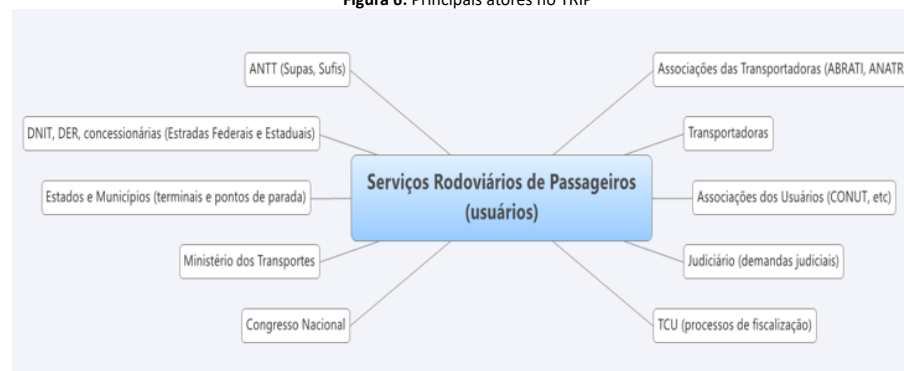 Figura 6: Principais atores no TRIP
ANTT (Supas, Sufis)
DNIT, DER, concessionárias (Estradas Federais e Estaduais)
Estados e Municípios (terminais e pontos de parada)
Ministério dos Transportes
Congresso Nacional
Serviços Rodoviários de Passageiros
(usuários)
Associações das Transportadoras (ABRATI, ANATR
Transportadoras
Associações dos Usuários (CONUT, etc)
Judiciário (demandas judiciais)
TCU (processos de fiscalização)